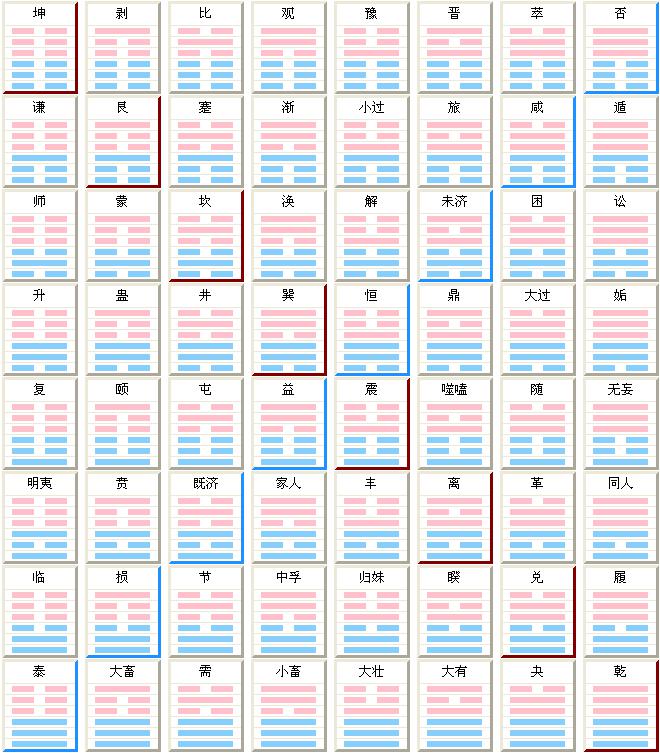 坤 剥 比 观 豫 晋 萃 否
谦 艮 蹇 渐 小过 旅 咸 遁
师 蒙 坎 涣 解 未济 困 讼
升 蛊 井 巽 恒 鼎 大过 姤
复 颐 屯 益 震 噬嗑 随 无妄
明夷 贲 既济 家人 丰 离 革 同人
临 损 节 中孚 归妹 睽 兑 履
泰 大畜 需 小畜 大壮 大有 夬 乾